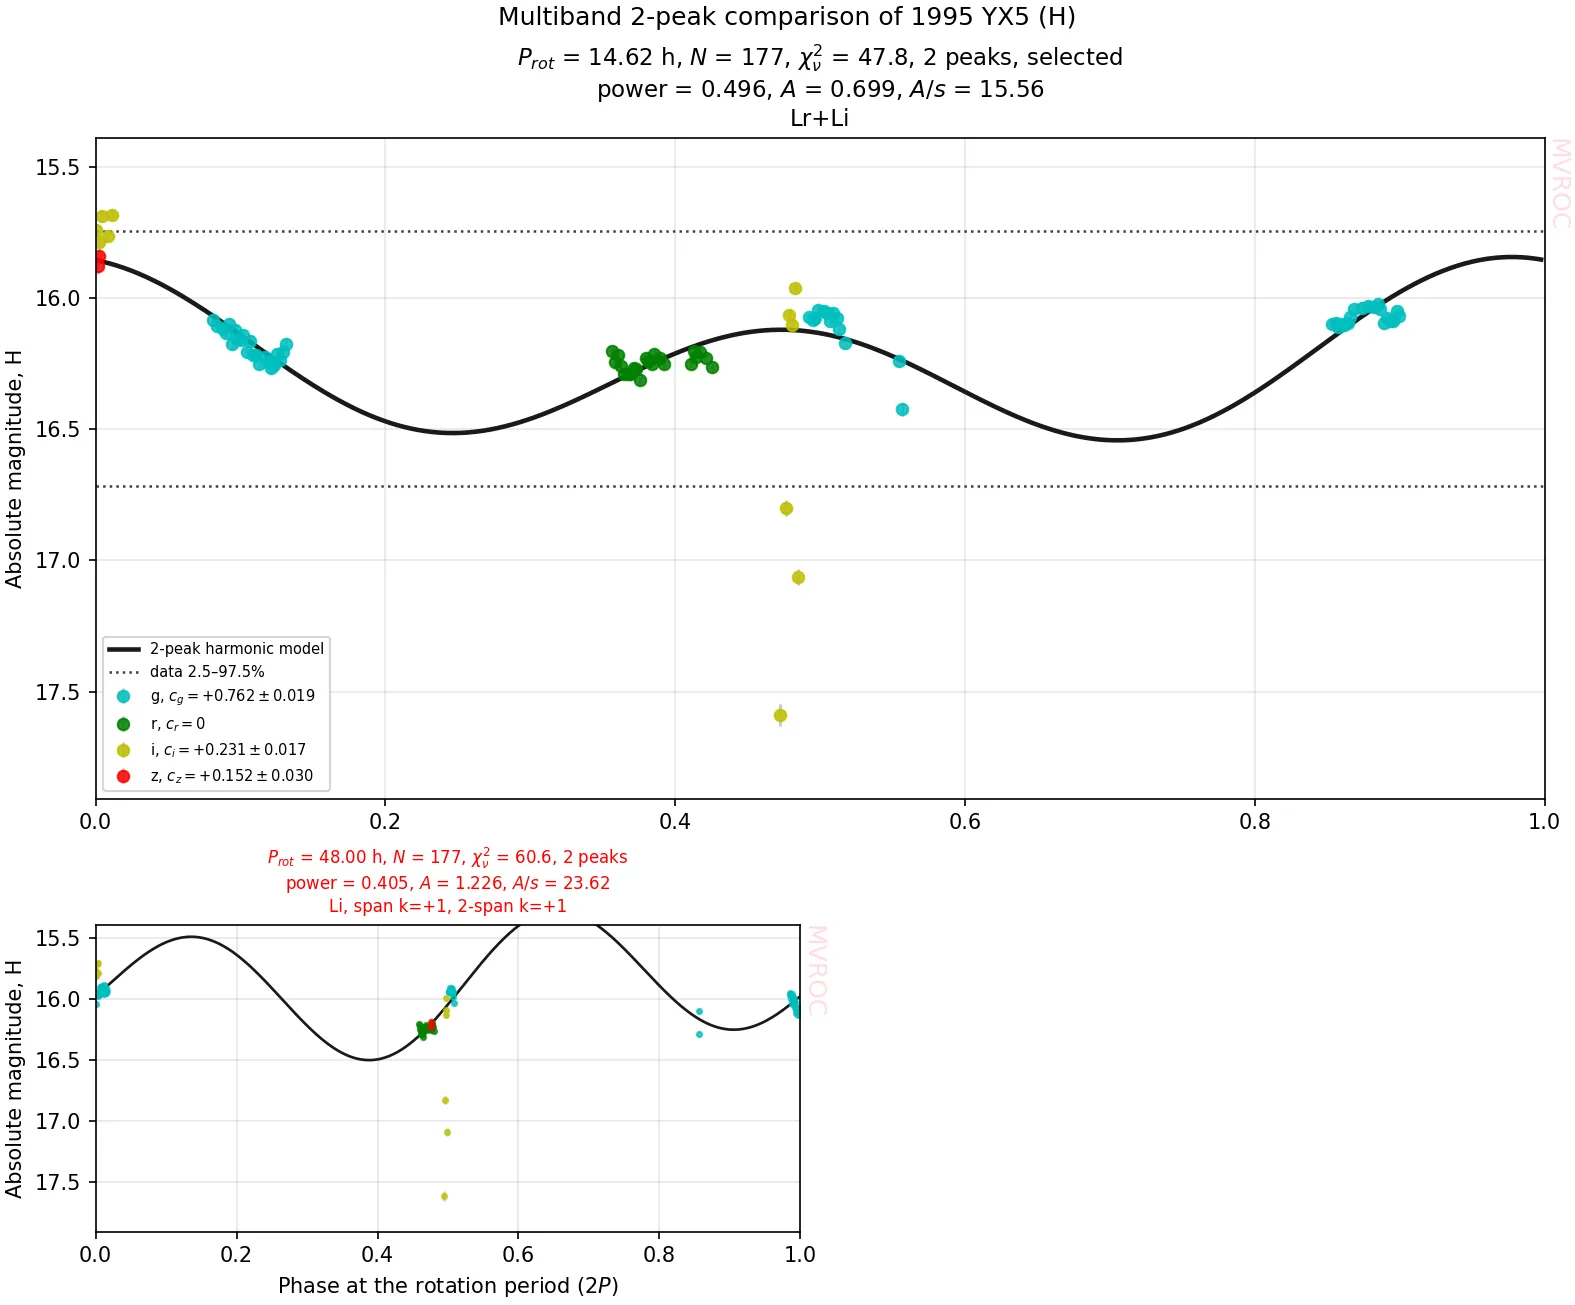 Multiband 2-peak comparison of 1995 YX5 (H)
P_rot = 14.62 h, N = 177, χ²_ν = 47.8, 2 peaks, selected
power = 0.496, A = 0.699, A/s = 15.56
Lr+Li
MVROC
Absolute magnitude, H
15.5
16.0
16.5
17.0
17.5
2-peak harmonic model
data 2.5–97.5%
g, c_g = +0.762 ± 0.019
r, c_r = 0
i, c_i = +0.231 ± 0.017
z, c_z = +0.152 ± 0.030
0.0 0.2 0.4 0.6 0.8 1.0
P_rot = 48.00 h, N = 177, χ²_ν = 60.6, 2 peaks
power = 0.405, A = 1.226, A/s = 23.62
Li, span k=+1, 2-span k=+1
MVROC
Absolute magnitude, H
15.5
16.0
16.5
17.0
17.5
0.0 0.2 0.4 0.6 0.8 1.0
Phase at the rotation period (2P)